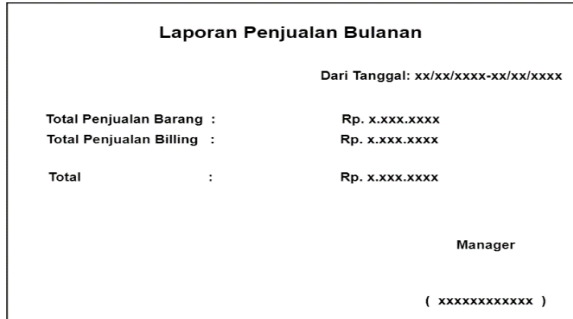 Laporan Penjualan Bulanan
Dari Tanggal: xx/xx/xxxx-xx/xx/xxxx
Total Penjualan Barang : Rp. x.xxx.xxxx
Total Penjualan Billing : Rp. x.xxx.xxxx
Total : Rp. x.xxx.xxxx
Manager
( xxxxxxxxxxxx )